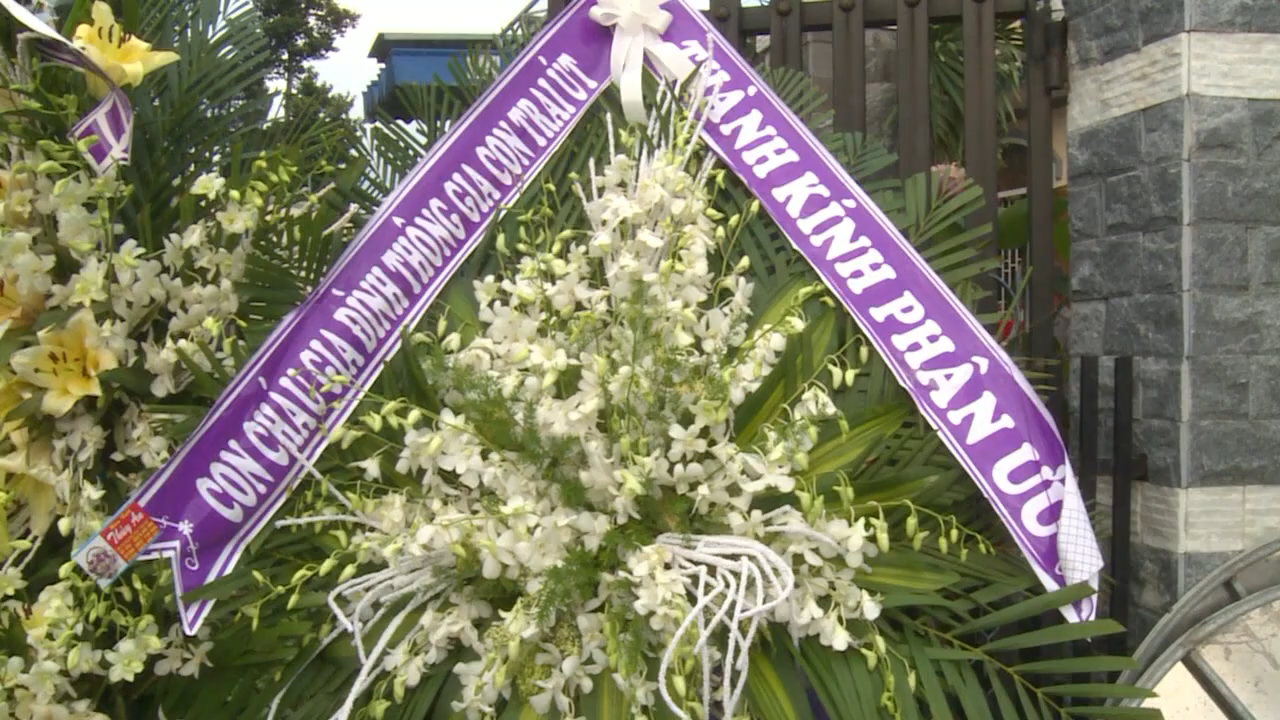 CON CHÁU GIA ĐÌNH THÔNG GIA CON TRAI ÚT
THÀNH KÍNH PHÂN ƯU